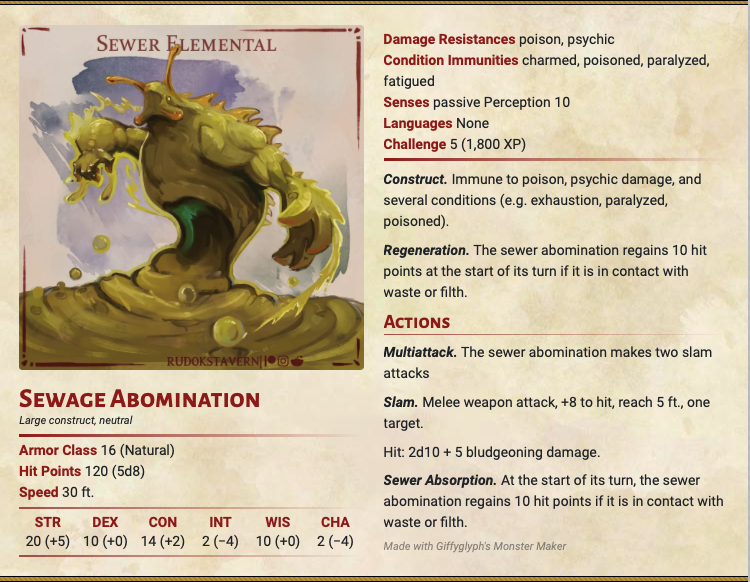 SEWER ELEMENTAL
RUDOKSTAVERN
SEWAGE ABOMINATION
Large construct, neutral
Armor Class 16 (Natural)
Hit Points 120 (5d8)
Speed 30 ft.
STR DEX CON INT WIS CHA
20 (+5) 10 (+0) 14 (+2) 2 (−4) 10 (+0) 2 (−4)
Damage Resistances poison, psychic
Condition Immunities charmed, poisoned, paralyzed,
fatigued
Senses passive Perception 10
Languages None
Challenge 5 (1,800 XP)
Construct. Immune to poison, psychic damage, and
several conditions (e.g. exhaustion, paralyzed,
poisoned).
Regeneration. The sewer abomination regains 10 hit
points at the start of its turn if it is in contact with
waste or filth.
ACTIONS
Multiattack. The sewer abomination makes two slam
attacks
Slam. Melee weapon attack, +8 to hit, reach 5 ft., one
target.
Hit: 2d10 + 5 bludgeoning damage.
Sewer Absorption. At the start of its turn, the sewer
abomination regains 10 hit points if it is in contact with
waste or filth.
Made with Giffyglyph's Monster Maker